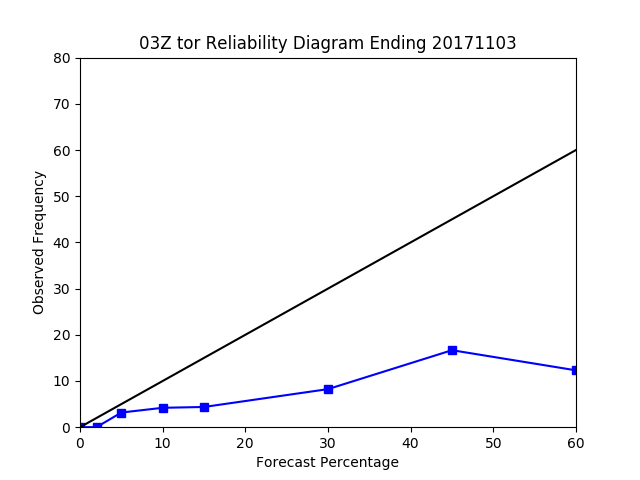 03Z tor Reliability Diagram Ending 20171103
80
70
60
50
40
30
20
10
0
Observed Frequency
0 10 20 30 40 50 60
Forecast Percentage